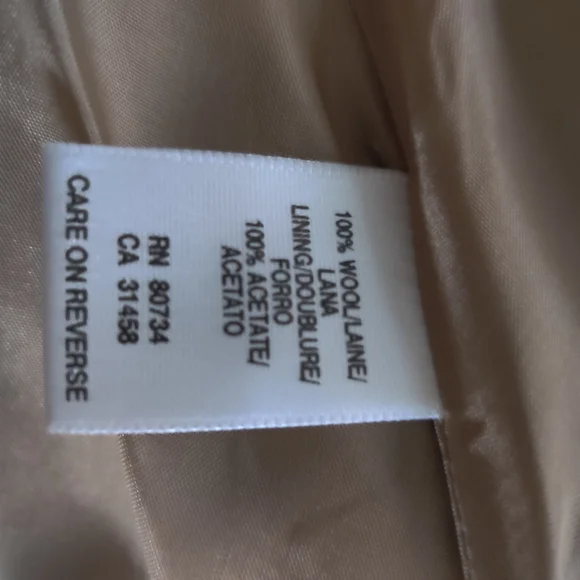 100% WOOL/LAINE/
LANA
LINING/DOUBLURE/
FORRO
100% ACETATE/
ACETATO
RN 80734
CA 31458
CARE ON REVERSE